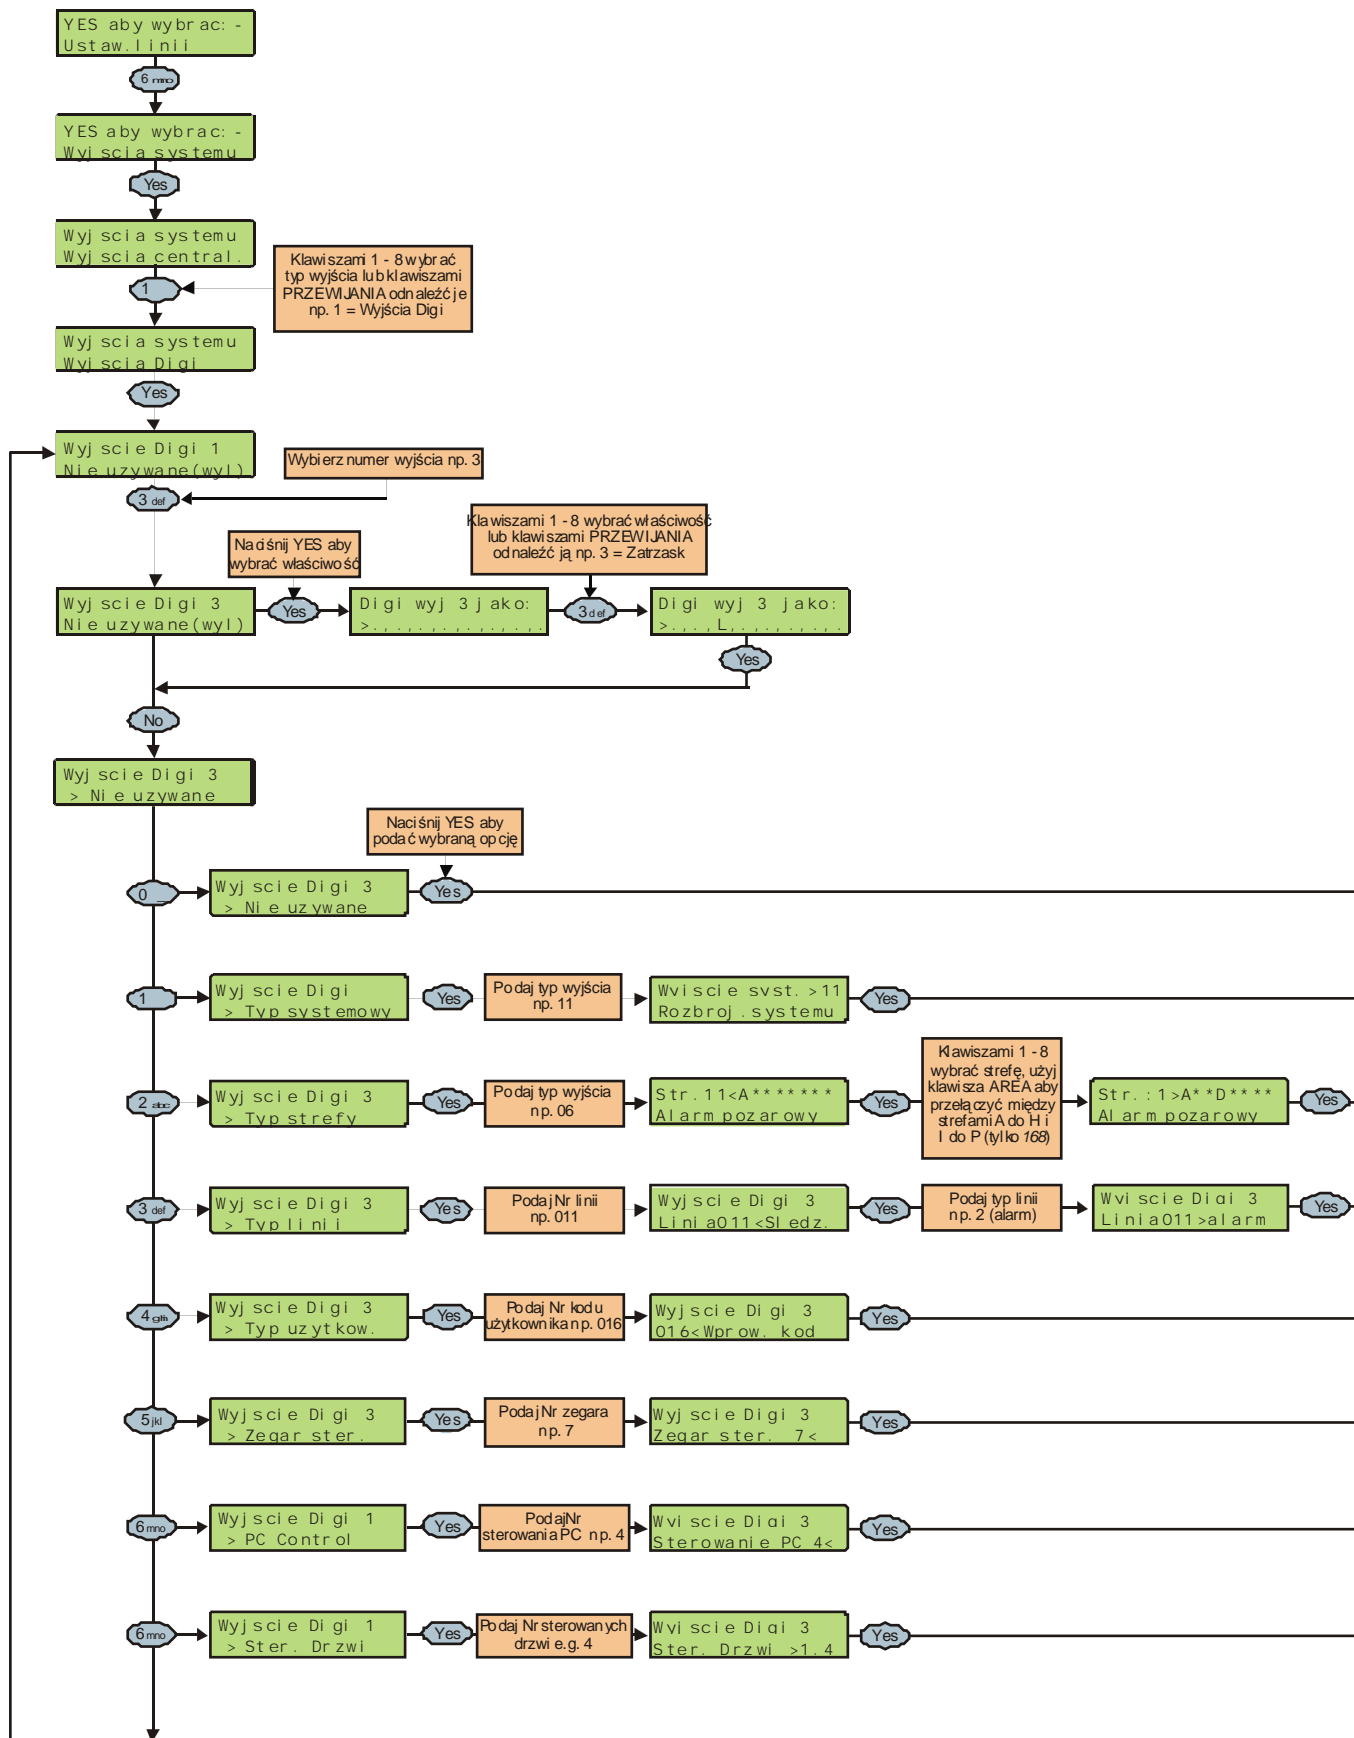 YES aby wybrac: -
Ustaw.linii
6 mno
YES aby wybrac: -
Wyjscia systemu
Yes
Wyjscia systemu
Wyjscia central.
Klawiszami 1 - 8 wybrać
typ wyjścia lub klawiszami
PRZEWIJANIA odnaleźć je
np. 1 = Wyjścia Digi
1
Wyjscia systemu
Wyjscia Digi
Yes
Wyjscie Digi 1
Nie uzywane(wyl)
Wybierz numer wyjścia np. 3
3 def
Klawiszami 1 - 8 wybrać właściwość
lub klawiszami PRZEWIJANIA
odnaleźć ją np. 3 = Zatrzask
Naciśnij YES aby
wybrać właściwość
Wyjscie Digi 3
Nie uzywane(wyl)
Yes
Digi wyj 3 jako:
>.,.,.,.,.,.,.,.
3 def
Digi wyj 3 jako:
>.,.,L,.,.,.,.,.
Yes
No
Wyjscie Digi 3
> Nie uzywane
Naciśnij YES aby
podać wybraną opcję
0 _
Wyjscie Digi 3
> Nie uzywane
Yes
1
Wyjscie Digi
> Typ systemowy
Yes
Podaj typ wyjścia
np. 11
Wyjscie syst. >11
Rozbroj.systemu
Yes
2 abc
Wyjscie Digi 3
> Typ strefy
Yes
Podaj typ wyjścia
np. 06
Str.11<A*******
Alarm pozarowy
Yes
Klawiszami 1 - 8
wybrać strefę, użyj
klawisza AREA aby
przełączyć między
strefami A do H i
I do P (tylko 168)
Str.:1>A**D****
Alarm pozarowy
Yes
3 def
Wyjscie Digi 3
> Typ linii
Yes
Podaj Nr linii
np. 011
Wyjscie Digi 3
Linia011<Sledz.
Yes
Podaj typ linii
np. 2 (alarm)
Wyjscie Digi 3
Linia011>alarm
Yes
4 ghi
Wyjscie Digi 3
> Typ uzytkow.
Yes
Podaj Nr kodu
użytkownika np. 016
Wyjscie Digi 3
016<Wprow. kod
Yes
5 jkl
Wyjscie Digi 3
> Zegar ster.
Yes
Podaj Nr zegara
np. 7
Wyjscie Digi 3
Zegar ster. 7<
Yes
6 mno
Wyjscie Digi 1
> PC Control
Yes
Podaj Nr
sterowania PC np. 4
Wyjscie Digi 3
Sterowanie PC 4<
Yes
6 mno
Wyjscie Digi 1
> Ster. Drzwi
Yes
Podaj Nr sterowanych
drzwi e.g. 4
Wyjscie Digi 3
Ster. Drzwi >1.4
Yes